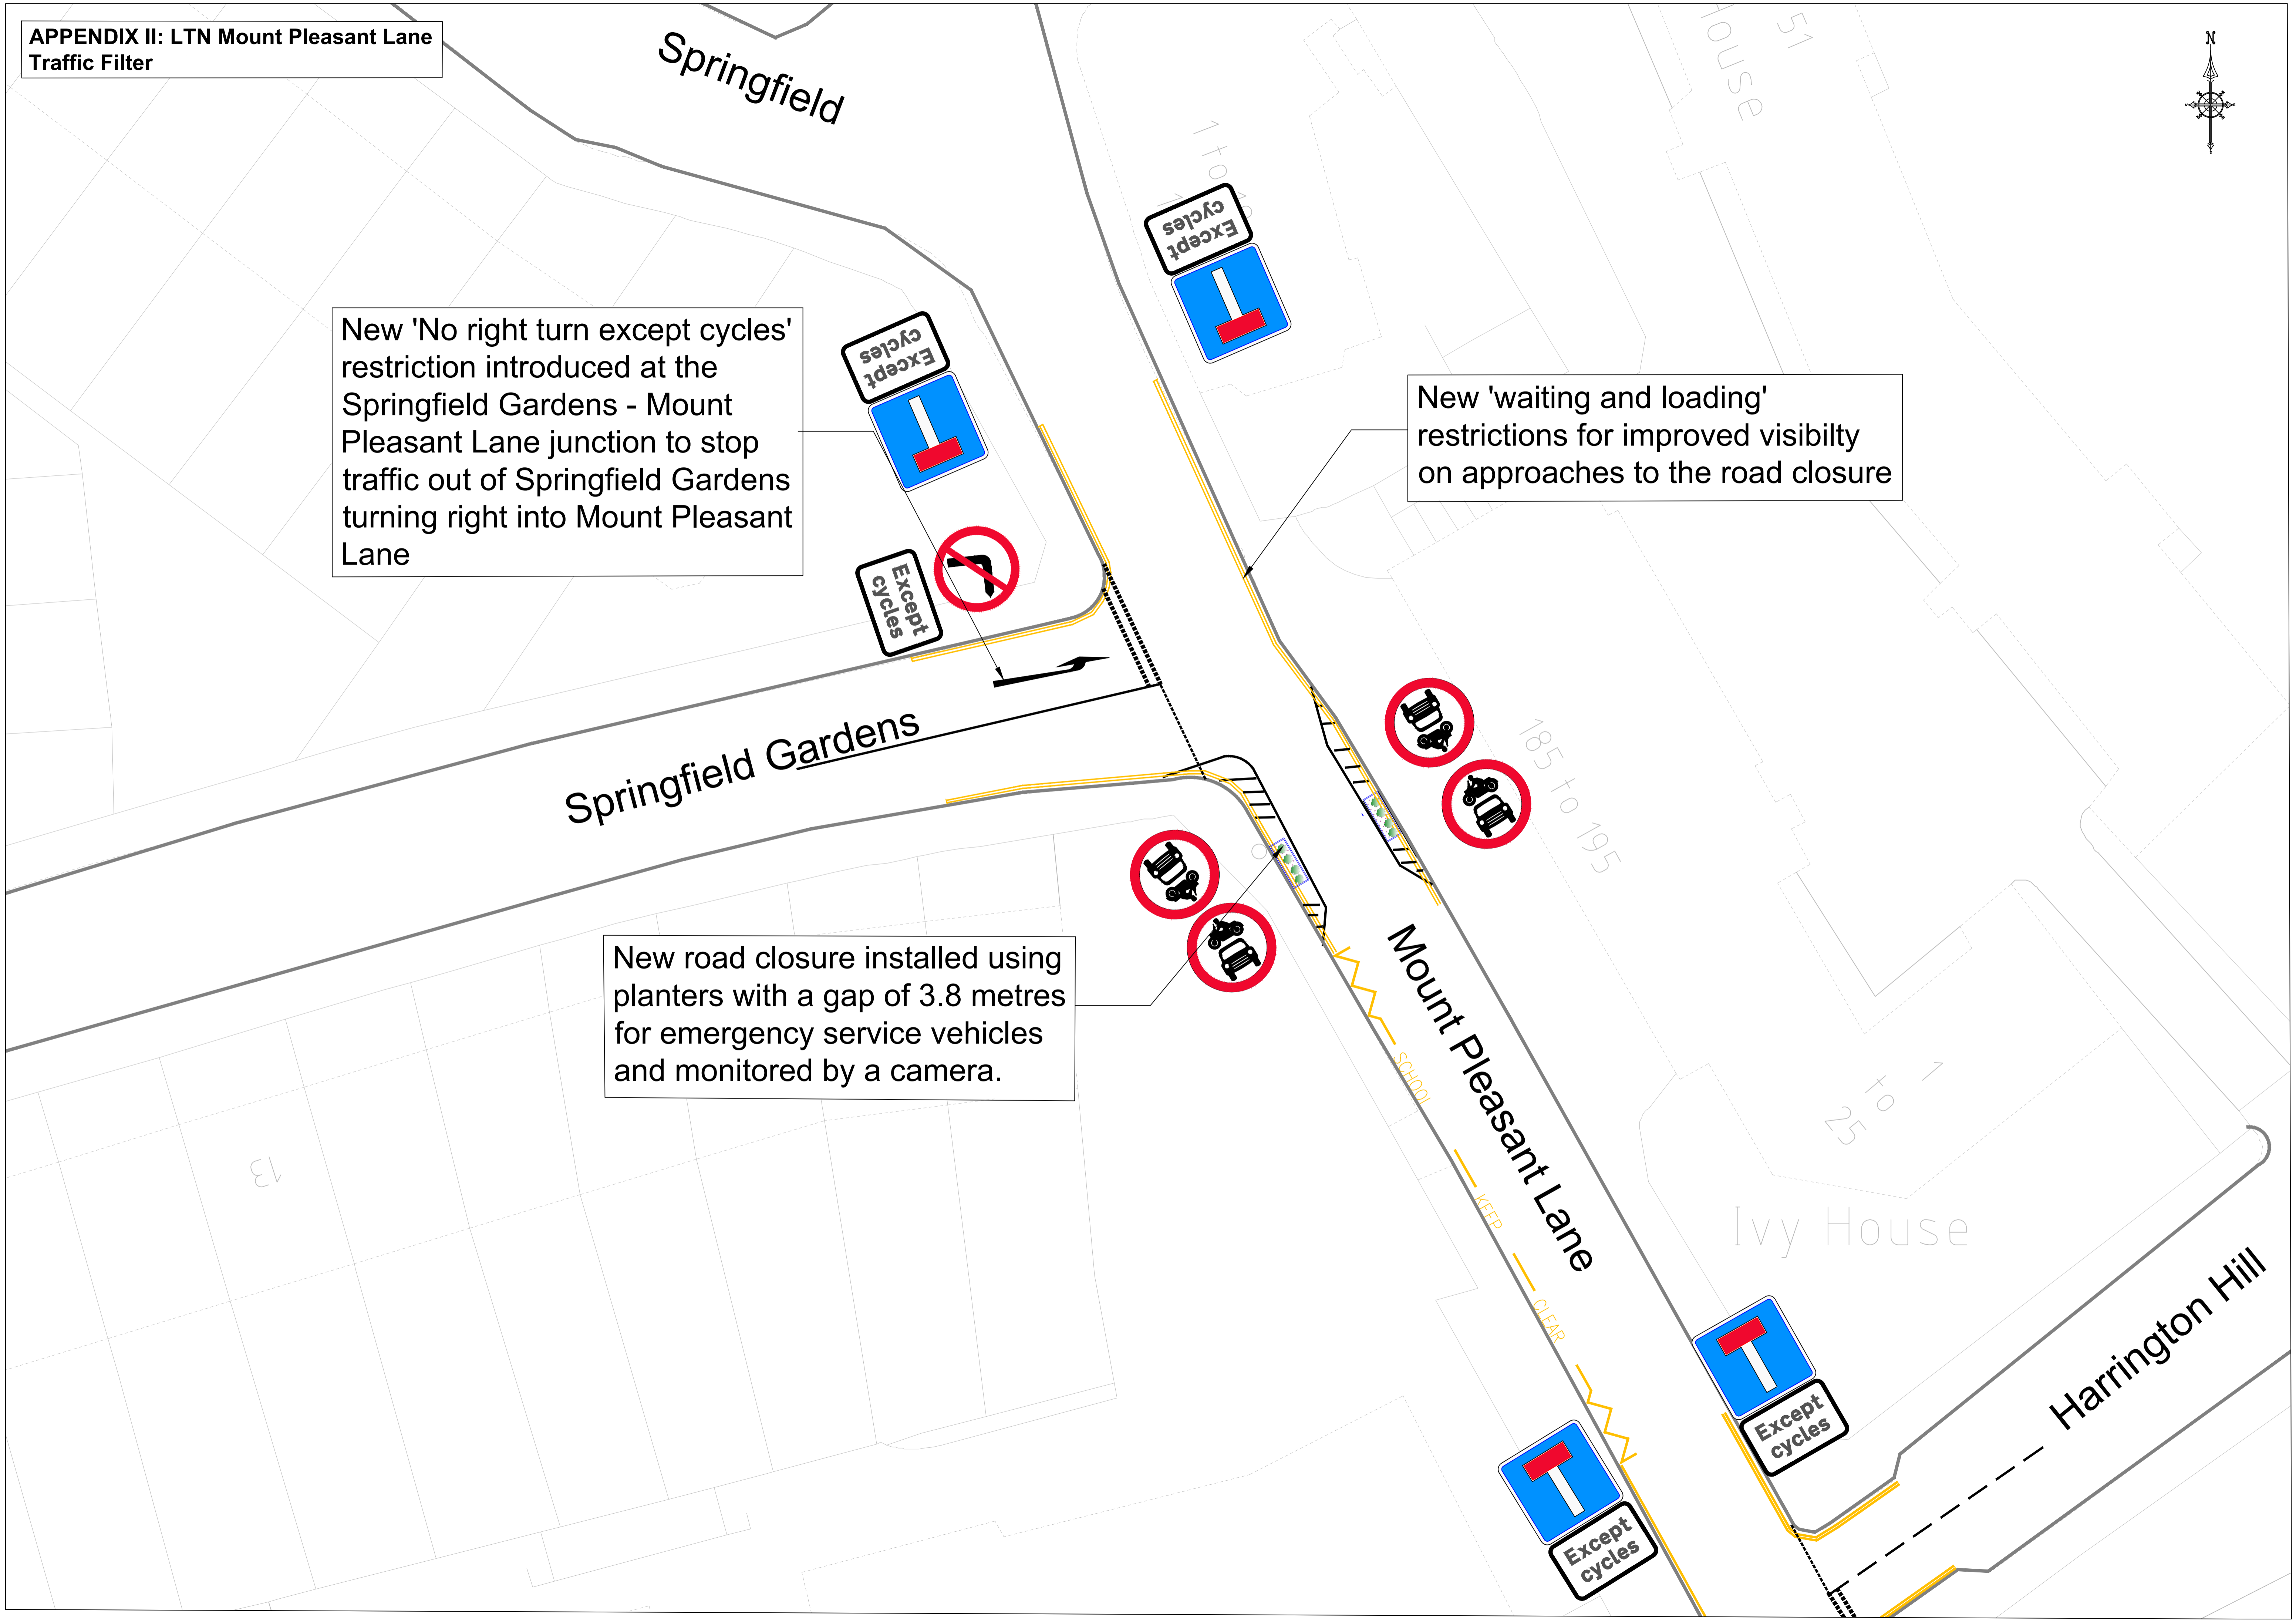 APPENDIX II: LTN Mount Pleasant Lane
Traffic Filter
Springfield
N
51
House
1 to
Except
cycles
Except
cycles
New 'No right turn except cycles'
restriction introduced at the
Springfield Gardens - Mount
Pleasant Lane junction to stop
traffic out of Springfield Gardens
turning right into Mount Pleasant
Lane
New 'waiting and loading'
restrictions for improved visibilty
on approaches to the road closure
Except
cycles
Springfield Gardens
185 to 195
New road closure installed using
planters with a gap of 3.8 metres
for emergency service vehicles
and monitored by a camera.
Mount Pleasant Lane
SCHOOL
KEEP
CLEAR
13
1
to
25
Ivy House
Harrington Hill
Except
cycles
Except
cycles